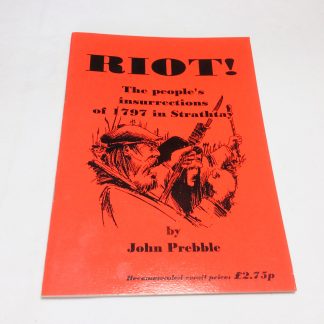 RIOT!
The people's
insurrections
of 1797 in Strathtay
by
John Prebble
Recommended retail price: £2.75p